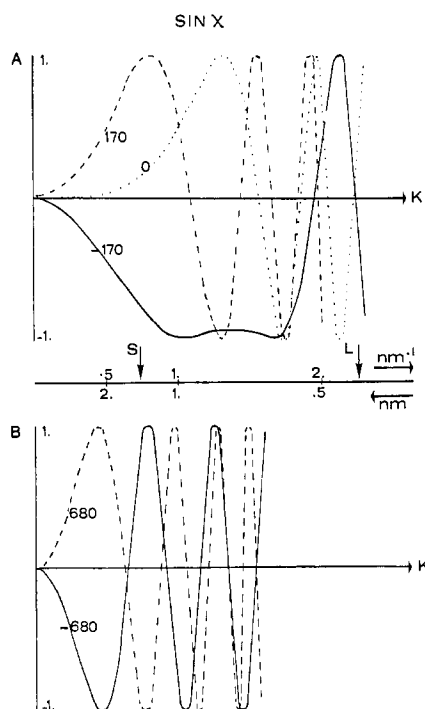 SIN χ
A
1.
170
0
K
-170
-1.
S
L
nm-1
.5 1. 2.
2. 1. .5
nm
B
1.
680
K
-680
-1.